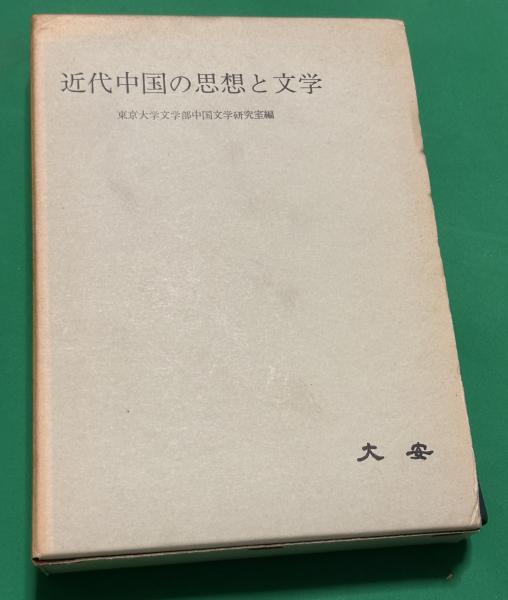 近代中国の思想と文学
東京大学文学部中国文学研究室編
大安